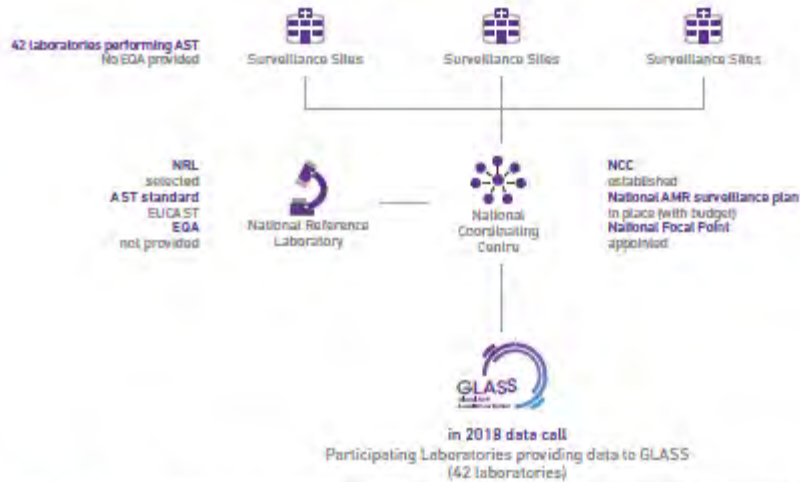 42 laboratories performing AST
No EQA provided
Surveillance Sites
Surveillance Sites
Surveillance Sites
NRL
selected
AST standard
EUCAST
EQA
not provided
National Reference
Laboratory
National
Coordinating
Centre
NCC
established
National AMR surveillance plan
in place (with budget)
National Focal Point
appointed
GLASS
in 2018 data call
Participating Laboratories providing data to GLASS
(42 laboratories)